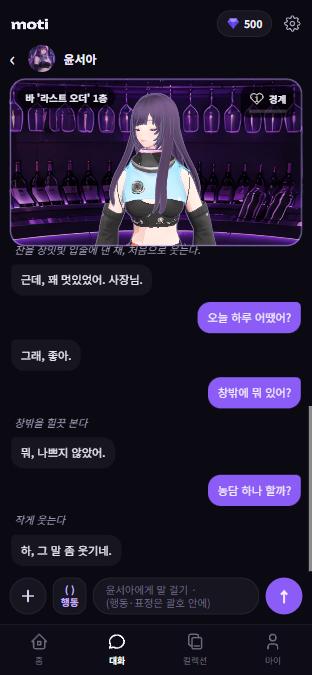 moti
500
윤서아
바 '라스트 오더' 1층
1 경계
잔을 장밋빛 입술에 댄 채, 처음으로 웃는다.
근데, 꽤 멋있었어. 사장님.
오늘 하루 어땠어?
그래, 좋아.
창밖에 뭐 있어?
창밖을 힐끗 본다
뭐, 나쁘지 않았어.
농담 하나 할까?
작게 웃는다
하, 그 말 좀 웃기네.
( )
행동
윤서아에게 말 걸기 ·
(행동·표정은 괄호 안에)
홈
대화
컬렉션
마이